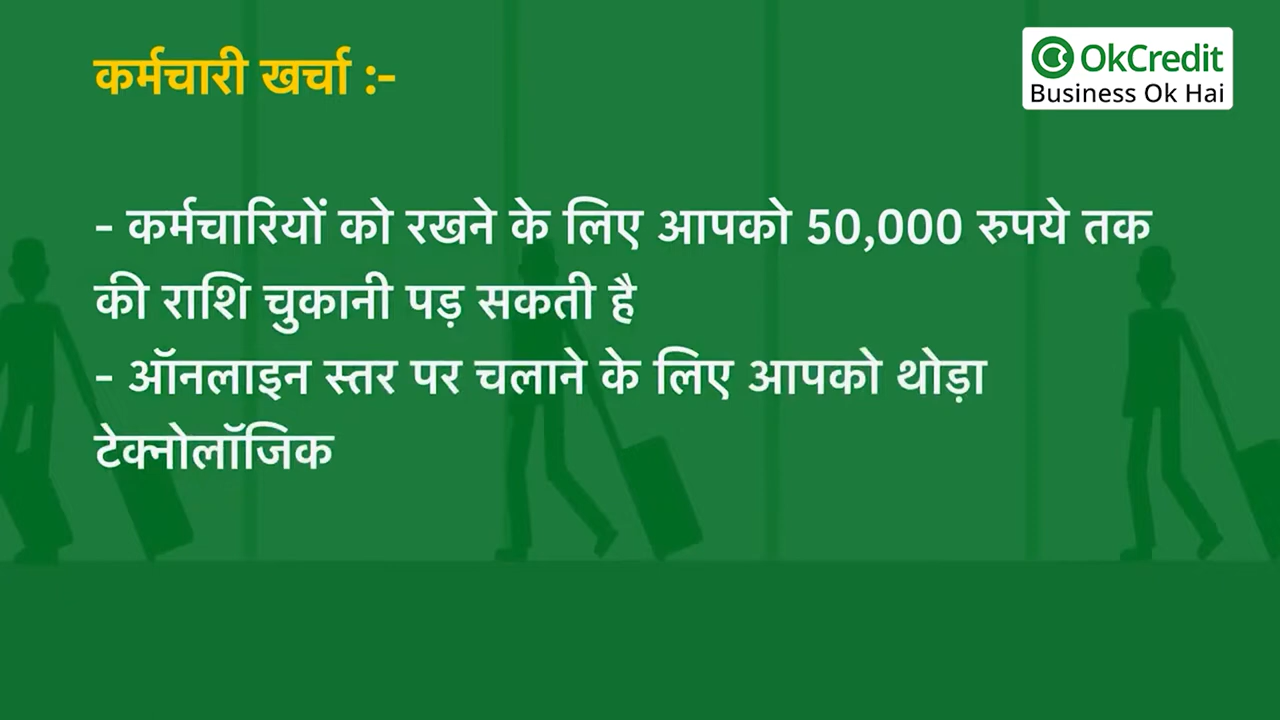 कर्मचारी खर्चा :-
OkCredit
Business Ok Hai
- कर्मचारियों को रखने के लिए आपको 50,000 रुपये तक
की राशि चुकानी पड़ सकती है
- ऑनलाइन स्तर पर चलाने के लिए आपको थोड़ा
टेक्नोलॉजिक